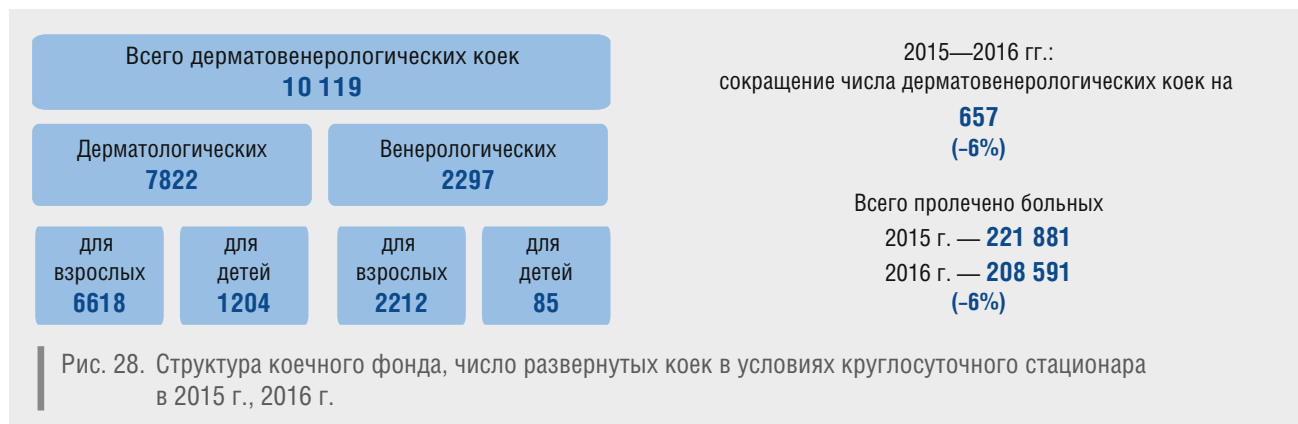 Всего дерматовенерологических коек
10 119
Дерматологических
7822
Венерологических
2297
для
взрослых
6618
для
детей
1204
для
взрослых
2212
для
детей
85
2015—2016 гг.:
сокращение числа дерматовенерологических коек на
657
(-6%)
Всего пролечено больных
2015 г. — 221 881
2016 г. — 208 591
(-6%)
Рис. 28. Структура коечного фонда, число развернутых коек в условиях круглосуточного стационара
в 2015 г., 2016 г.